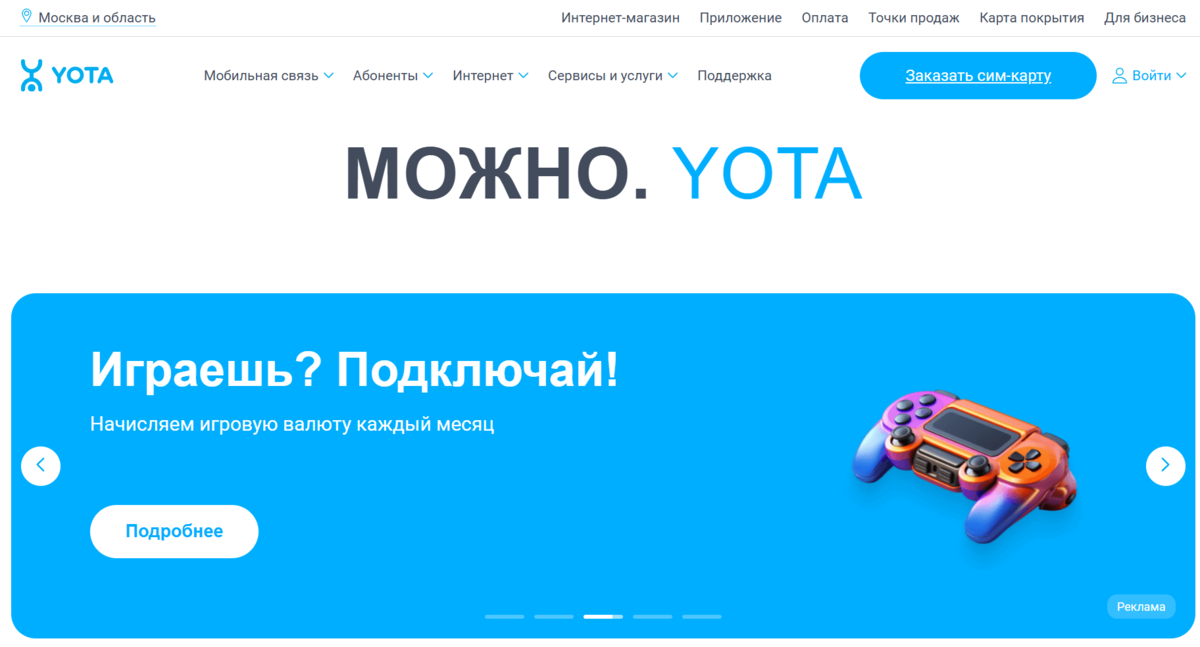 Москва и область
Интернет-магазин Приложение Оплата Точки продаж Карта покрытия Для бизнеса
YOTA
Мобильная связь Абоненты Интернет Сервисы и услуги Поддержка
Заказать сим-карту
Войти
МОЖНО. YOTA
Играешь? Подключай!
Начисляем игровую валюту каждый месяц
Подробнее
Реклама